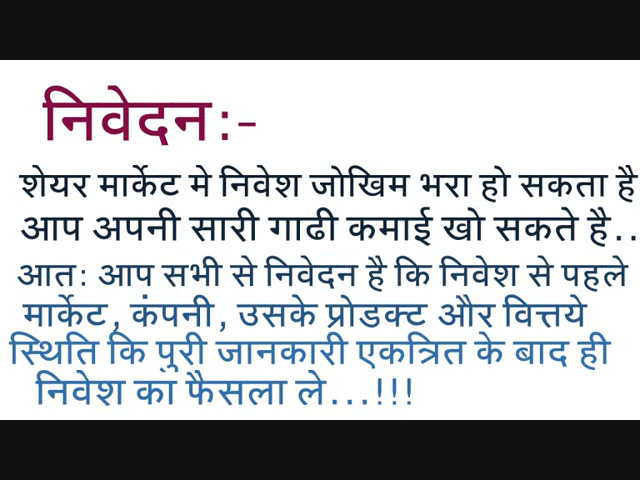 निवेदन:-
शेयर मार्केट मे निवेश जोखिम भरा हो सकता है
आप अपनी सारी गाढी कमाई खो सकते है..
आत: आप सभी से निवेदन है कि निवेश से पहले
मार्केट, कंपनी, उसके प्रोडक्ट और वित्तये
स्थिति कि पुरी जानकारी एकत्रित के बाद ही
निवेश का फैसला ले...!!!